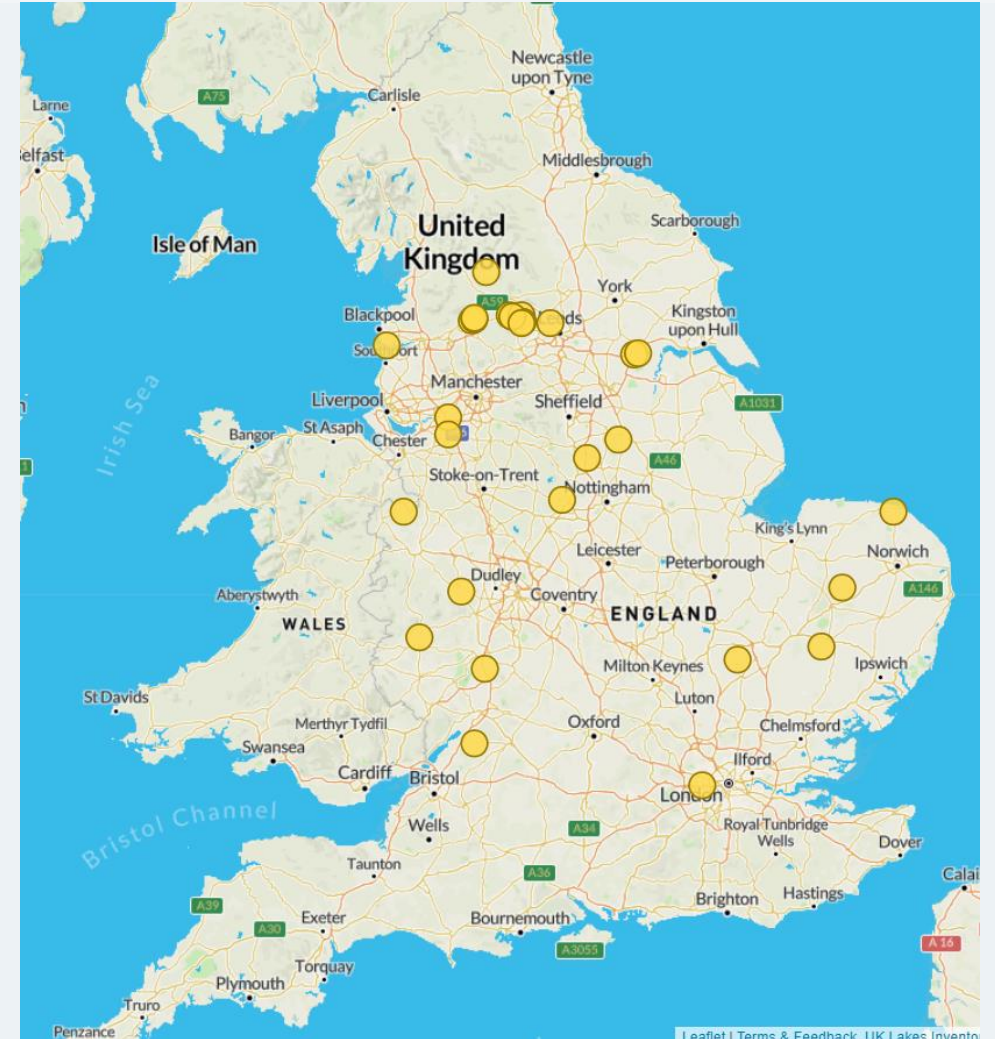 Newcastle
upon Tyne
A75
Carlisle
Larne
elfast
Middlesbrough
Scarborough
United
Kingdom
Isle of Man
York
A59
Blackpool
Leeds
Kingston
upon Hull
Southport
Manchester
Irish Sea
Liverpool
Sheffield
A1031
Bangor
St Asaph
Chester
A46
1
Stoke-on-Trent
Nottingham
King's Lynn
Norwich
Leicester
Peterborough
Dudley
A146
Aberystwyth
Coventry
WALES
ENGLAND
Milton Keynes
Ipswich
St Davids
Luton
Merthyr Tydfil
Oxford
Chelmsford
Swansea
Ilford
Cardiff
Bristol
London
Bristol Channel
Wells
A34
Royal Tunbridge
Wells
Dover
Taunton
A36
Calai
Brighton
Hastings
A39
Exeter
Bournemouth
A30
A3055
A 16
Torquay
Plymouth
Truro
Penzance
Leaflet | Terms & Feedback, UK Lakes Invento